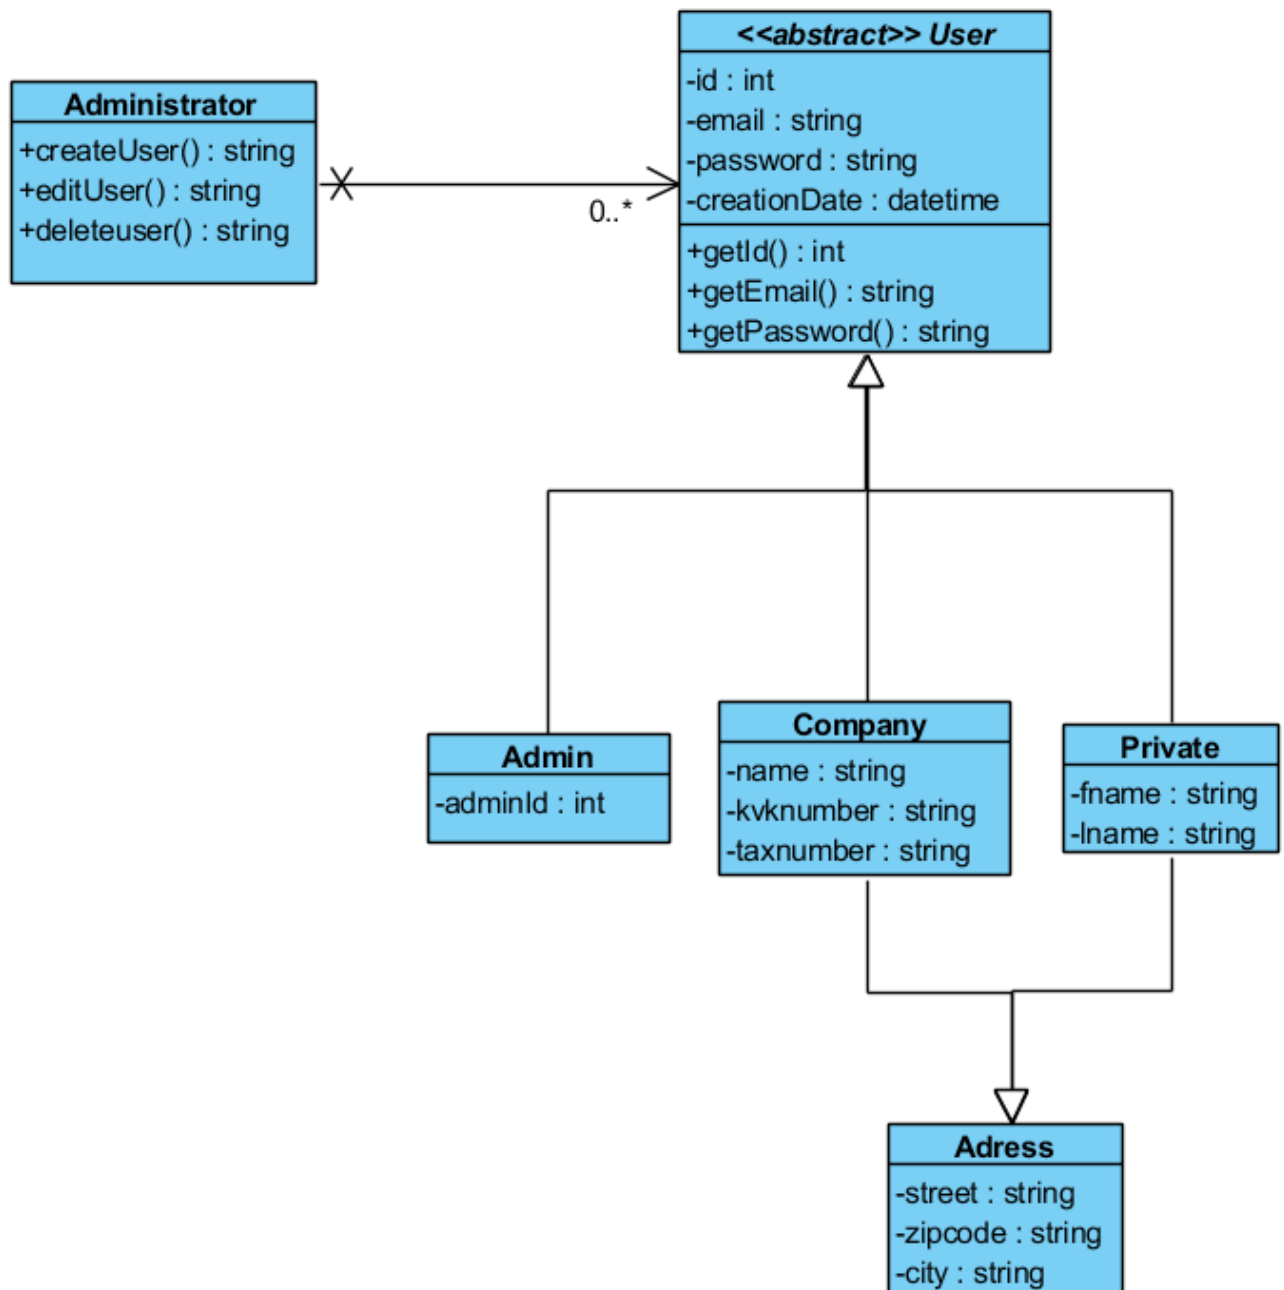 <<abstract>> User
-id : int
-email : string
-password : string
-creationDate : datetime
+getId() : int
+getEmail() : string
+getPassword() : string
Administrator
+createUser() : string
+editUser() : string
+deleteuser() : string
0..*
Admin
-adminId : int
Company
-name : string
-kvknumber : string
-taxnumber : string
Private
-fname : string
-lname : string
Adress
-street : string
-zipcode : string
-city : string